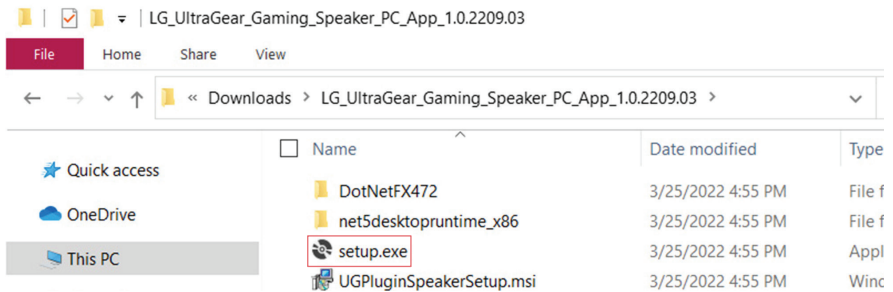 LG_UltraGear_Gaming_Speaker_PC_App_1.0.2209.03
File Home Share View
« Downloads > LG_UltraGear_Gaming_Speaker_PC_App_1.0.2209.03 >
Name Date modified Type
Quick access
DotNetFX472 3/25/2022 4:55 PM File f
OneDrive
net5desktopruntime_x86 3/25/2022 4:55 PM File f
This PC
setup.exe 3/25/2022 4:55 PM Appl
UGPluginSpeakerSetup.msi 3/25/2022 4:55 PM Wind